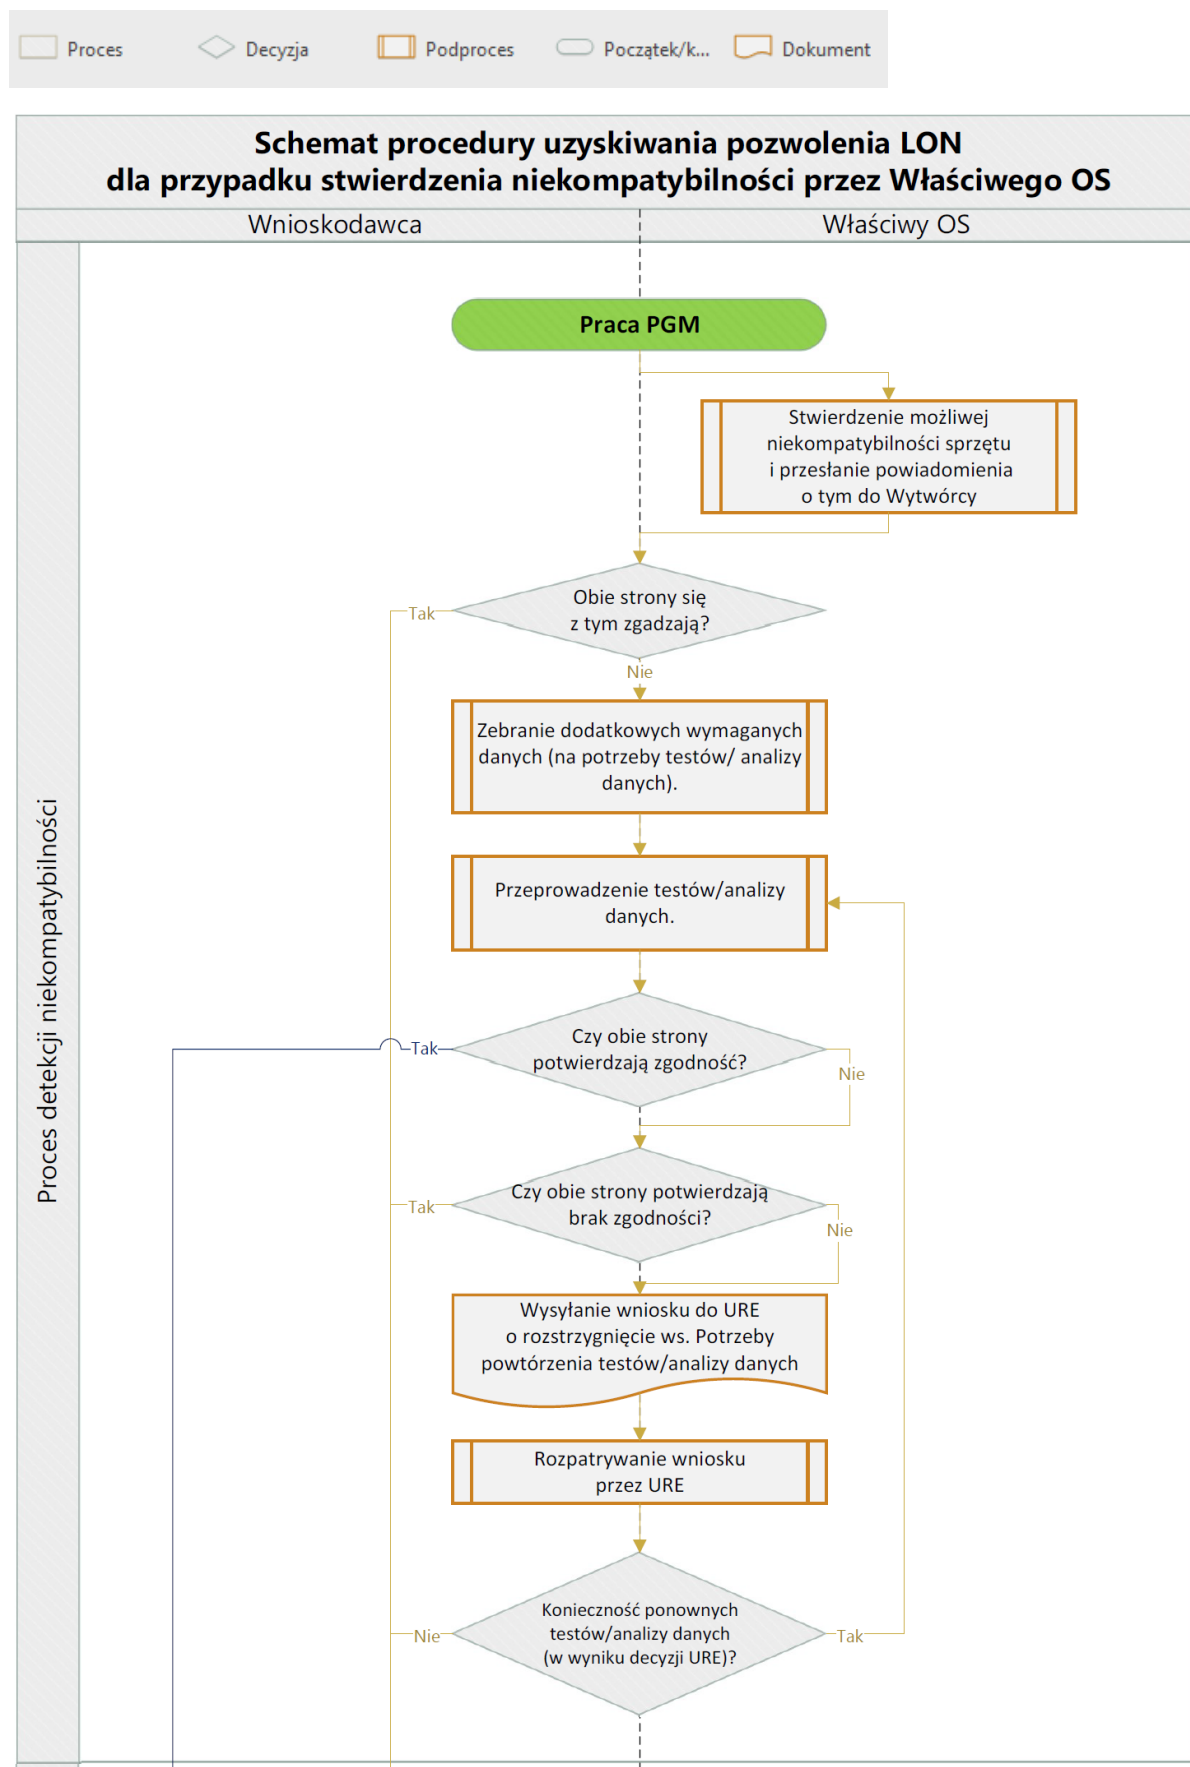 Proces
Decyzja
Podproces
Początek/k...
Dokument
Schemat procedury uzyskiwania pozwolenia LON
dla przypadku stwierdzenia niekompatybilności przez Właściwego OS
Wnioskodawca
Właściwy OS
Proces detekcji niekompatybilności
Praca PGM
Stwierdzenie możliwej
niekompatybilności sprzętu
i przesłanie powiadomienia
o tym do Wytwórcy
Obie strony się
z tym zgadzają?
Tak
Nie
Zebranie dodatkowych wymaganych
danych (na potrzeby testów/ analizy
danych).
Przeprowadzenie testów/analizy
danych.
Czy obie strony
potwierdzają zgodność?
Tak
Nie
Czy obie strony potwierdzają
brak zgodności?
Tak
Nie
Wysyłanie wniosku do URE
o rozstrzygnięcie ws. Potrzeby
powtórzenia testów/analizy danych
Rozpatrywanie wniosku
przez URE
Konieczność ponownych
testów/analizy danych
(w wyniku decyzji URE)?
Nie
Tak